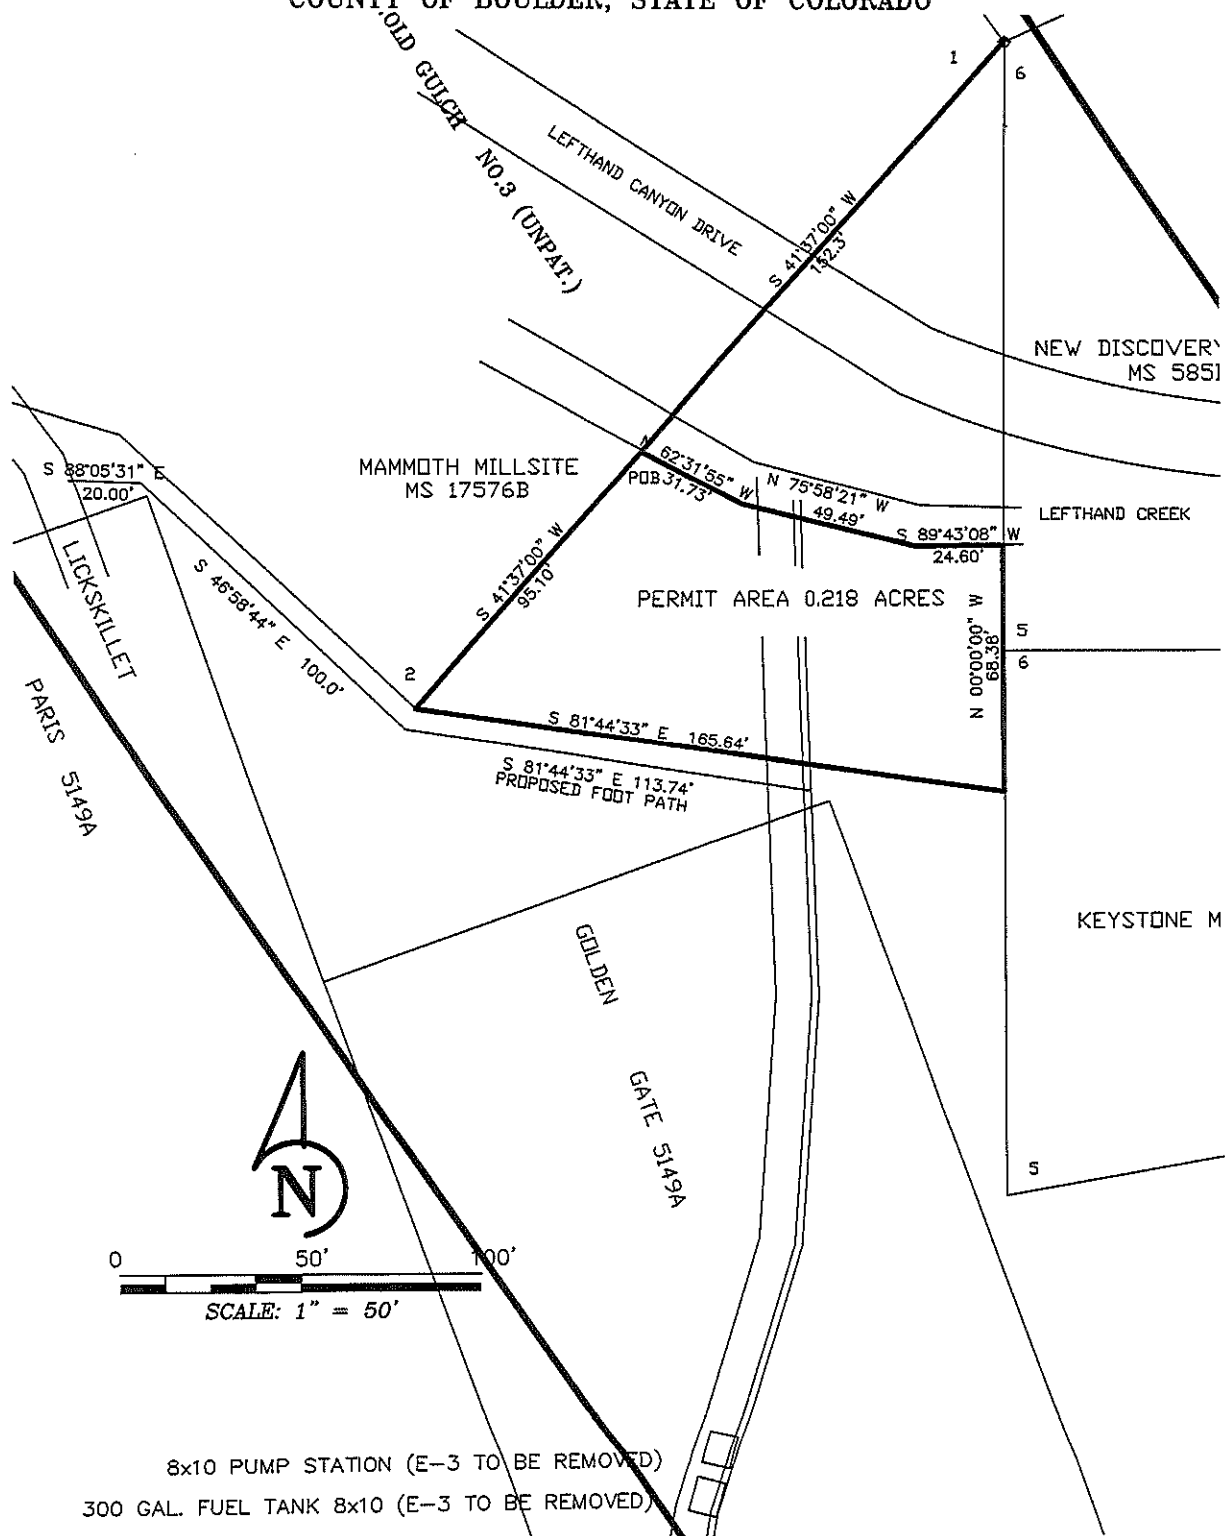 COUNTY OF BOULDER, STATE OF COLORADO
OLD GULCH NO.3 (UNPAT.)
1
6
LEFTHAND CANYON DRIVE
S 41°37'00" W
152.3'
NEW DISCOVERY
MS 585
MAMMOTH MILLSITE
MS 17576B
S 88°05'31" E
20.00'
N 62°31'55" W
POB 31.73'
N 75°58'21" W
49.49'
LEFTHAND CREEK
S 89°43'08" W
24.60'
S 41°37'00" W
95.10'
PERMIT AREA 0.218 ACRES
LICKSKILLET
S 46°58'44" E 100.0'
N 00°00'00" W
68.38'
5
6
2
PARIS 5149A
S 81°44'33" E 165.64'
S 81°44'33" E 113.74'
PROPOSED FOOT PATH
KEYSTONE M
GOLDEN GATE 5149A
5
N
0 50' 100'
SCALE: 1" = 50'
8x10 PUMP STATION (E-3 TO BE REMOVED)
300 GAL. FUEL TANK 8x10 (E-3 TO BE REMOVED)